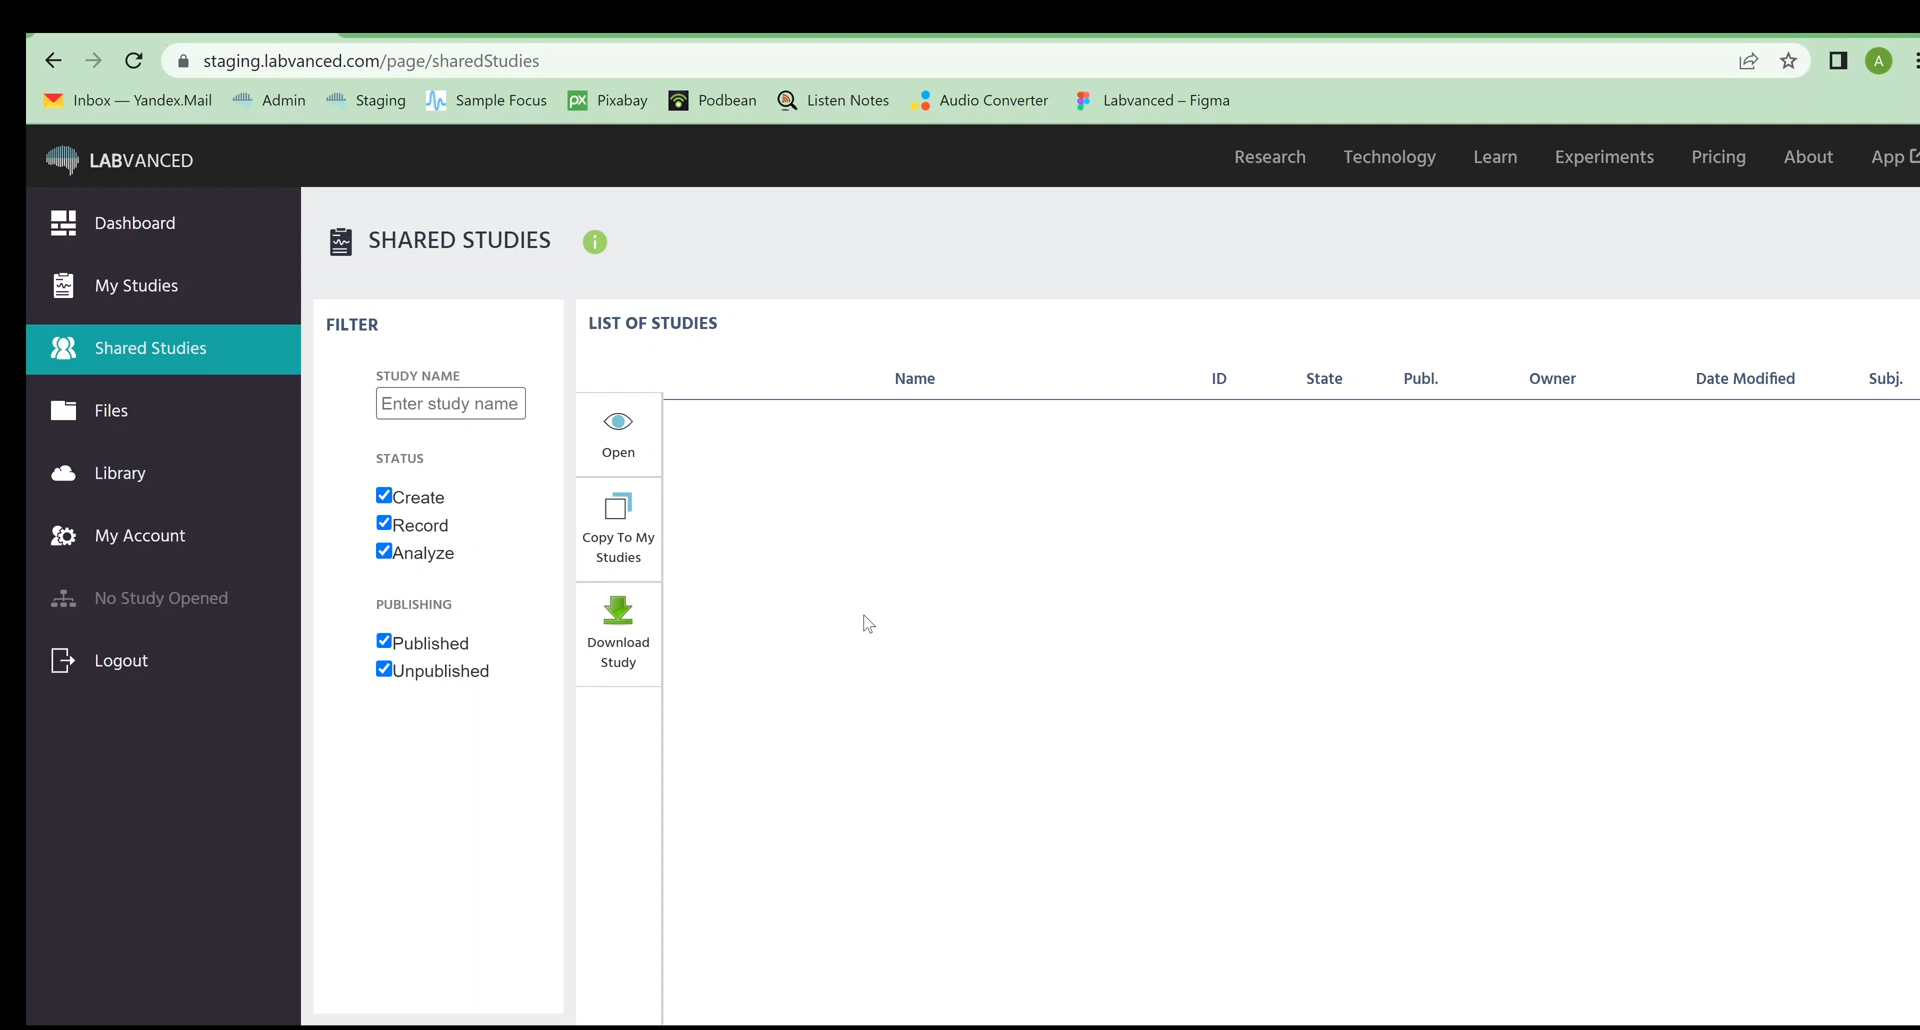 staging.labvanced.com/page/sharedStudies
A
Inbox — Yandex.Mail Admin Staging Sample Focus px Pixabay Podbean Listen Notes Audio Converter Labvanced – Figma
LABVANCED Research Technology Learn Experiments Pricing About App
Dashboard
My Studies
Shared Studies
Files
Library
My Account
No Study Opened
Logout
SHARED STUDIES i
FILTER
STUDY NAME
Enter study name
STATUS
Create
Record
Analyze
PUBLISHING
Published
Unpublished
LIST OF STUDIES
Name ID State Publ. Owner Date Modified Subj.
Open
Copy To My
Studies
Download
Study